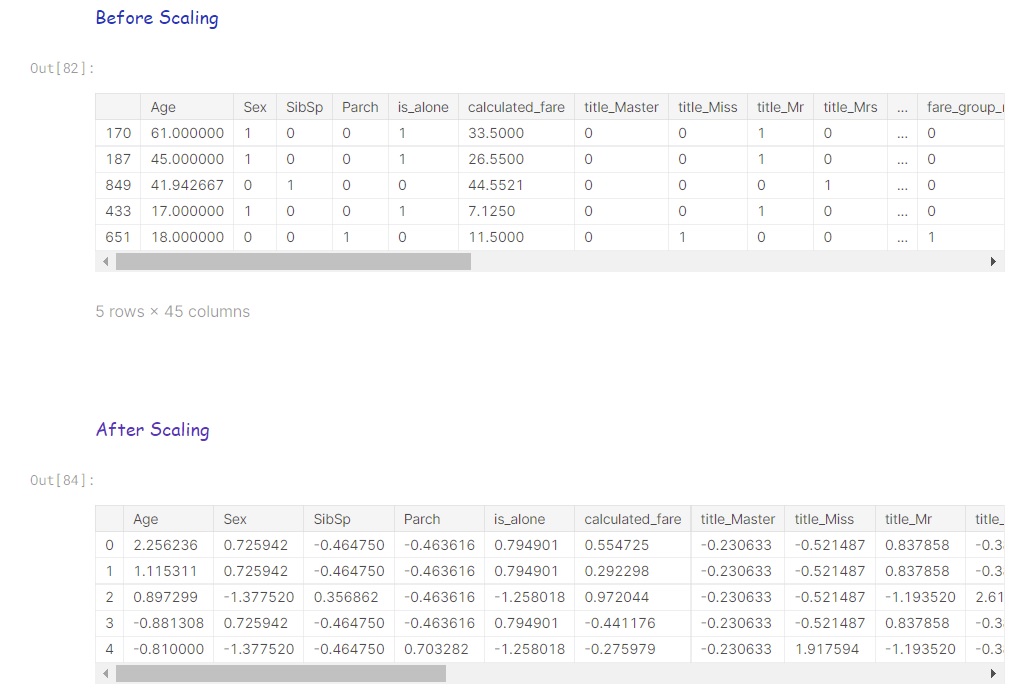 Before Scaling
Out[82]:
Age Sex SibSp Parch is_alone calculated_fare title_Master title_Miss title_Mr title_Mrs ... fare_group_
170 61.000000 1 0 0 1 33.5000 0 0 1 0 ... 0
187 45.000000 1 0 0 1 26.5500 0 0 1 0 ... 0
849 41.942667 0 1 0 0 44.5521 0 0 0 1 ... 0
433 17.000000 1 0 0 1 7.1250 0 0 1 0 ... 0
651 18.000000 0 0 1 0 11.5000 0 1 0 0 ... 1
5 rows × 45 columns
After Scaling
Out[84]:
Age Sex SibSp Parch is_alone calculated_fare title_Master title_Miss title_Mr title_
0 2.256236 0.725942 -0.464750 -0.463616 0.794901 0.554725 -0.230633 -0.521487 0.837858 -0.3
1 1.115311 0.725942 -0.464750 -0.463616 0.794901 0.292298 -0.230633 -0.521487 0.837858 -0.3
2 0.897299 -1.377520 0.356862 -0.463616 -1.258018 0.972044 -0.230633 -0.521487 -1.193520 2.61
3 -0.881308 0.725942 -0.464750 -0.463616 0.794901 -0.441176 -0.230633 -0.521487 0.837858 -0.3
4 -0.810000 -1.377520 -0.464750 0.703282 -1.258018 -0.275979 -0.230633 1.917594 -1.193520 -0.3